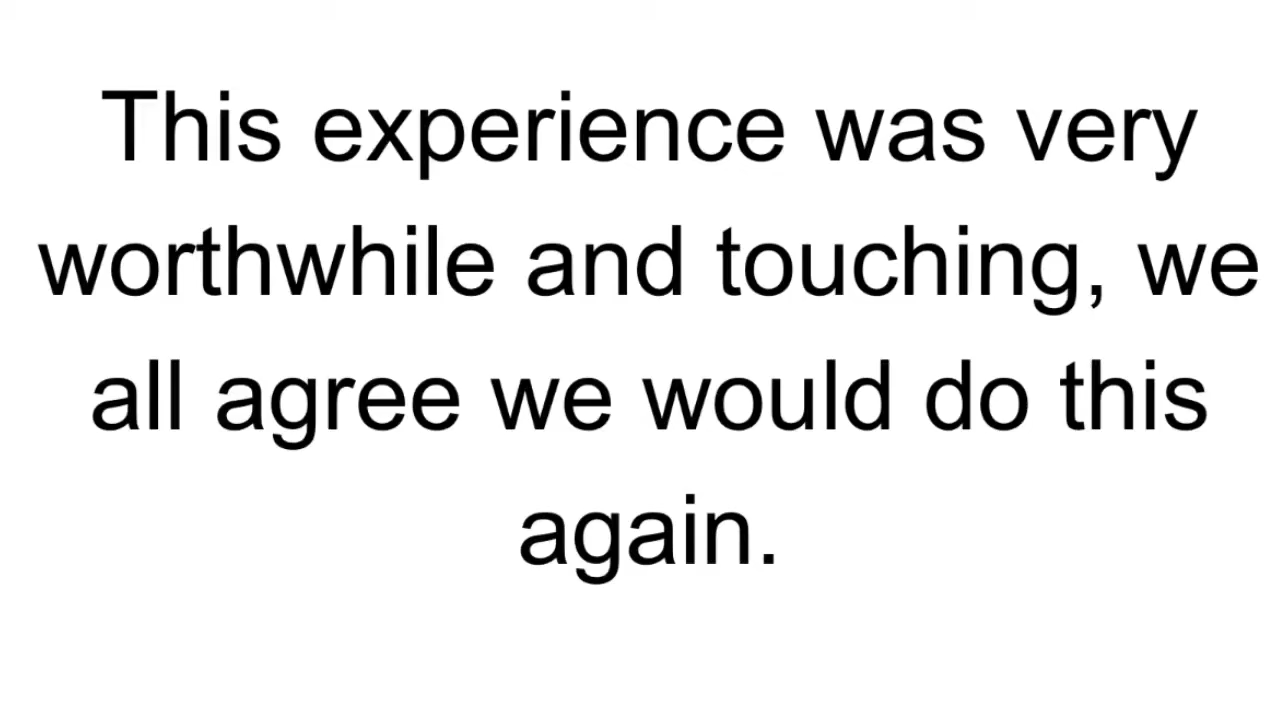 This experience was very
worthwhile and touching, we
all agree we would do this
again.